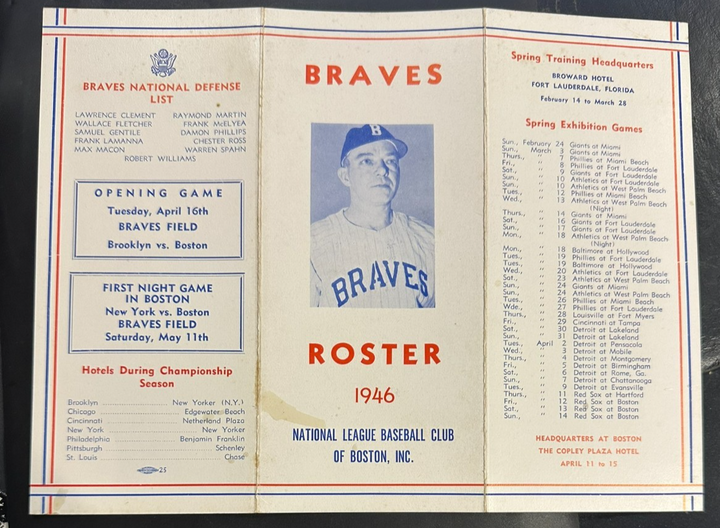 BRAVES NATIONAL DEFENSE
LIST
LAWRENCE CLEMENT RAYMOND MARTIN
WALLACE FLETCHER FRANK McELYEA
SAMUEL GENTILE DAMON PHILLIPS
FRANK LAMANNA CHESTER ROSS
MAX MACON WARREN SPAHN
ROBERT WILLIAMS
OPENING GAME
Tuesday, April 16th
BRAVES FIELD
Brooklyn vs. Boston
FIRST NIGHT GAME
IN BOSTON
New York vs. Boston
BRAVES FIELD
Saturday, May 11th
Hotels During Championship
Season
Brooklyn New Yorker (N.Y.)
Chicago Edgewater Beach
Cincinnati Netherland Plaza
New York New Yorker
Philadelphia Benjamin Franklin
Pittsburgh Schenley
St. Louis Chase
25
BRAVES
B
BRAVES
ROSTER
1946
NATIONAL LEAGUE BASEBALL CLUB
OF BOSTON, INC.
Spring Training Headquarters
BROWARD HOTEL
FORT LAUDERDALE, FLORIDA
February 14 to March 28
Spring Exhibition Games
Sun., February 24 Giants at Miami
Sun., March 3 Giants at Miami
Thurs., " 7 Phillies at Miami Beach
Fri., " 8 Phillies at Fort Lauderdale
Sat., " 9 Giants at Fort Lauderdale
Sun., " 10 Athletics at Fort Lauderdale
Sun., " 10 Athletics at West Palm Beach
Tues., " 12 Phillies at Miami Beach
Wed., " 13 Athletics at West Palm Beach
(Night)
Thurs., " 14 Giants at Miami
Sat., " 16 Giants at Fort Lauderdale
Sun., " 17 Giants at Fort Lauderdale
Mon., " 18 Athletics at West Palm Beach
(Night)
Mon., " 18 Baltimore at Hollywood
Tues., " 19 Phillies at Fort Lauderdale
Tues., " 19 Baltimore at Hollywood
Wed., " 20 Athletics at Fort Lauderdale
Sat., " 23 Athletics at West Palm Beach
Sun., " 24 Giants at Miami
Sun., " 24 Athletics at West Palm Beach
Tues., " 26 Phillies at Miami Beach
Wde., " 27 Phillies at Fort Lauderdale
Thurs., " 28 Louisville at Fort Myers
Fri., " 29 Cincinnati at Tampa
Sat., " 30 Detroit at Lakeland
Sun., " 31 Detroit at Lakeland
Tues., April 2 Detroit at Pensacola
Wed., " 3 Detroit at Mobile
Thurs., " 4 Detroit at Montgomery
Fri., " 5 Detroit at Birmingham
Sat., " 6 Detroit at Rome, Ga.
Sun., " 7 Detroit at Chattanooga
Tues., " 9 Detroit at Evansville
Thurs., " 11 Red Sox at Hartford
Fri., " 12 Red Sox at Boston
Sat., " 13 Red Sox at Boston
Sun., " 14 Red Sox at Boston
HEADQUARTERS AT BOSTON
THE COPLEY PLAZA HOTEL
APRIL 11 to 15